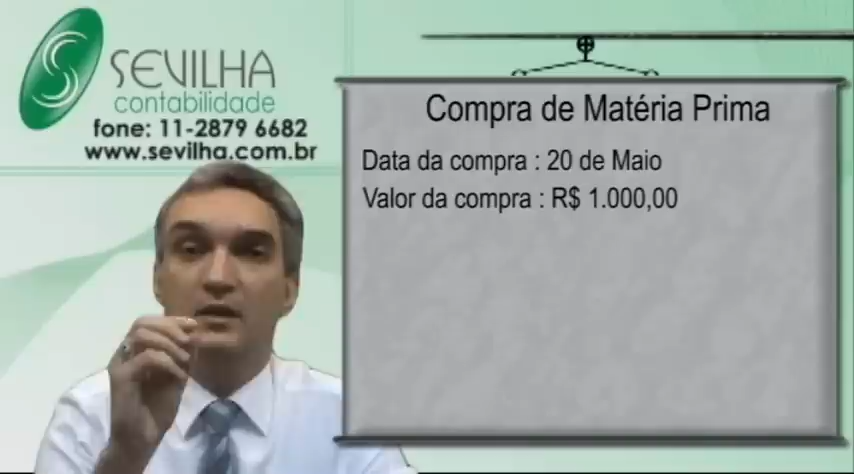 SEVILHA
contabilidade
fone: 11-2879 6682
www.sevilha.com.br
Compra de Matéria Prima
Data da compra : 20 de Maio
Valor da compra : R$ 1.000,00